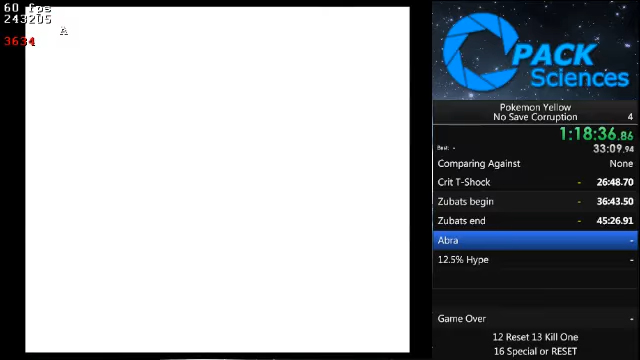 60 fps
243205
A
3634
PACK
Sciences
Pokemon Yellow
No Save Corruption 4
1:18:36.86
Best: - 33:09.94
Comparing Against None
Crit T-Shock - 26:48.70
Zubats begin - 36:43.50
Zubats end - 45:26.91
Abra -
12.5% Hype -
Game Over -
12 Reset 13 Kill One
16 Special or RESET